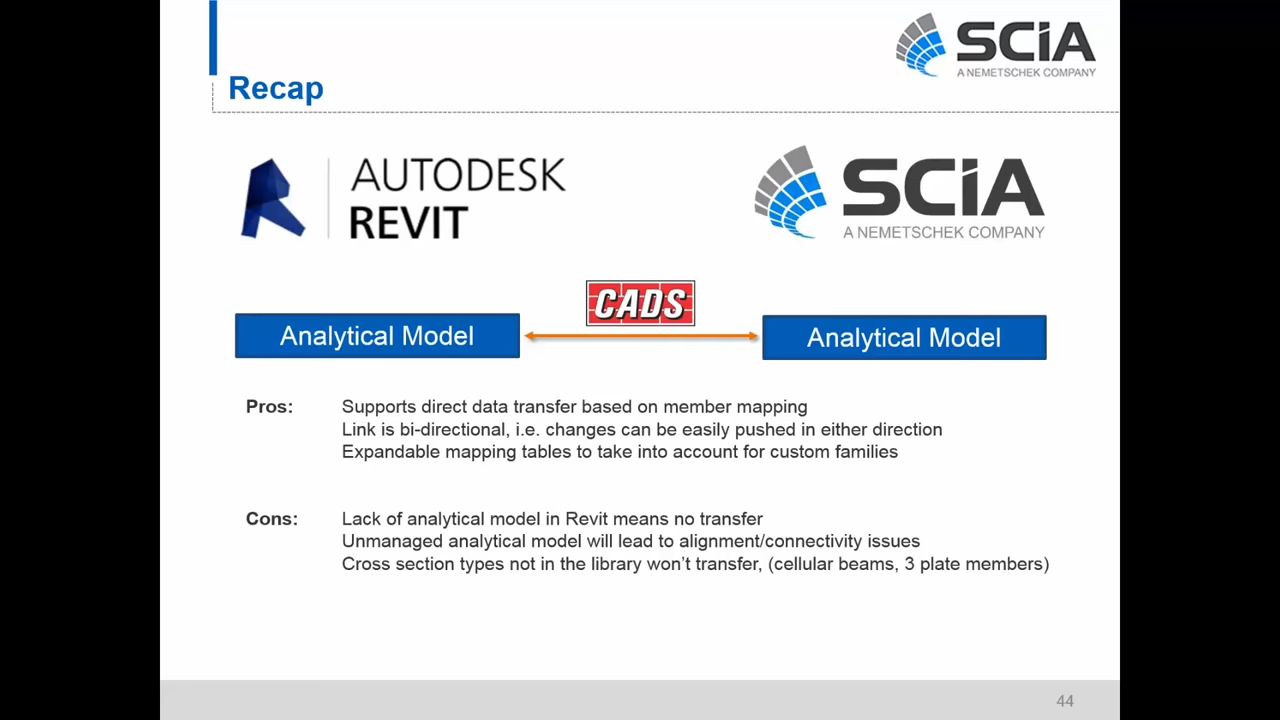 SCiA
A NEMETSCHEK COMPANY
Recap
AUTODESK
REVIT
SCiA
A NEMETSCHEK COMPANY
CADS
Analytical Model
Analytical Model
Pros: Supports direct data transfer based on member mapping
Link is bi-directional, i.e. changes can be easily pushed in either direction
Expandable mapping tables to take into account for custom families
Cons: Lack of analytical model in Revit means no transfer
Unmanaged analytical model will lead to alignment/connectivity issues
Cross section types not in the library won’t transfer, (cellular beams, 3 plate members)
44